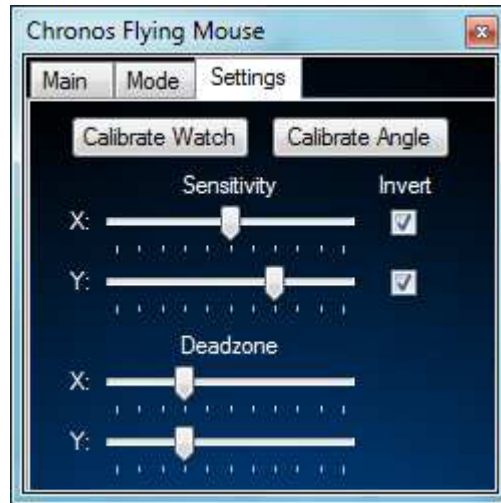 Chronos Flying Mouse
Main Mode Settings
Calibrate Watch Calibrate Angle
Sensitivity Invert
X:
Y:
Deadzone
X:
Y: